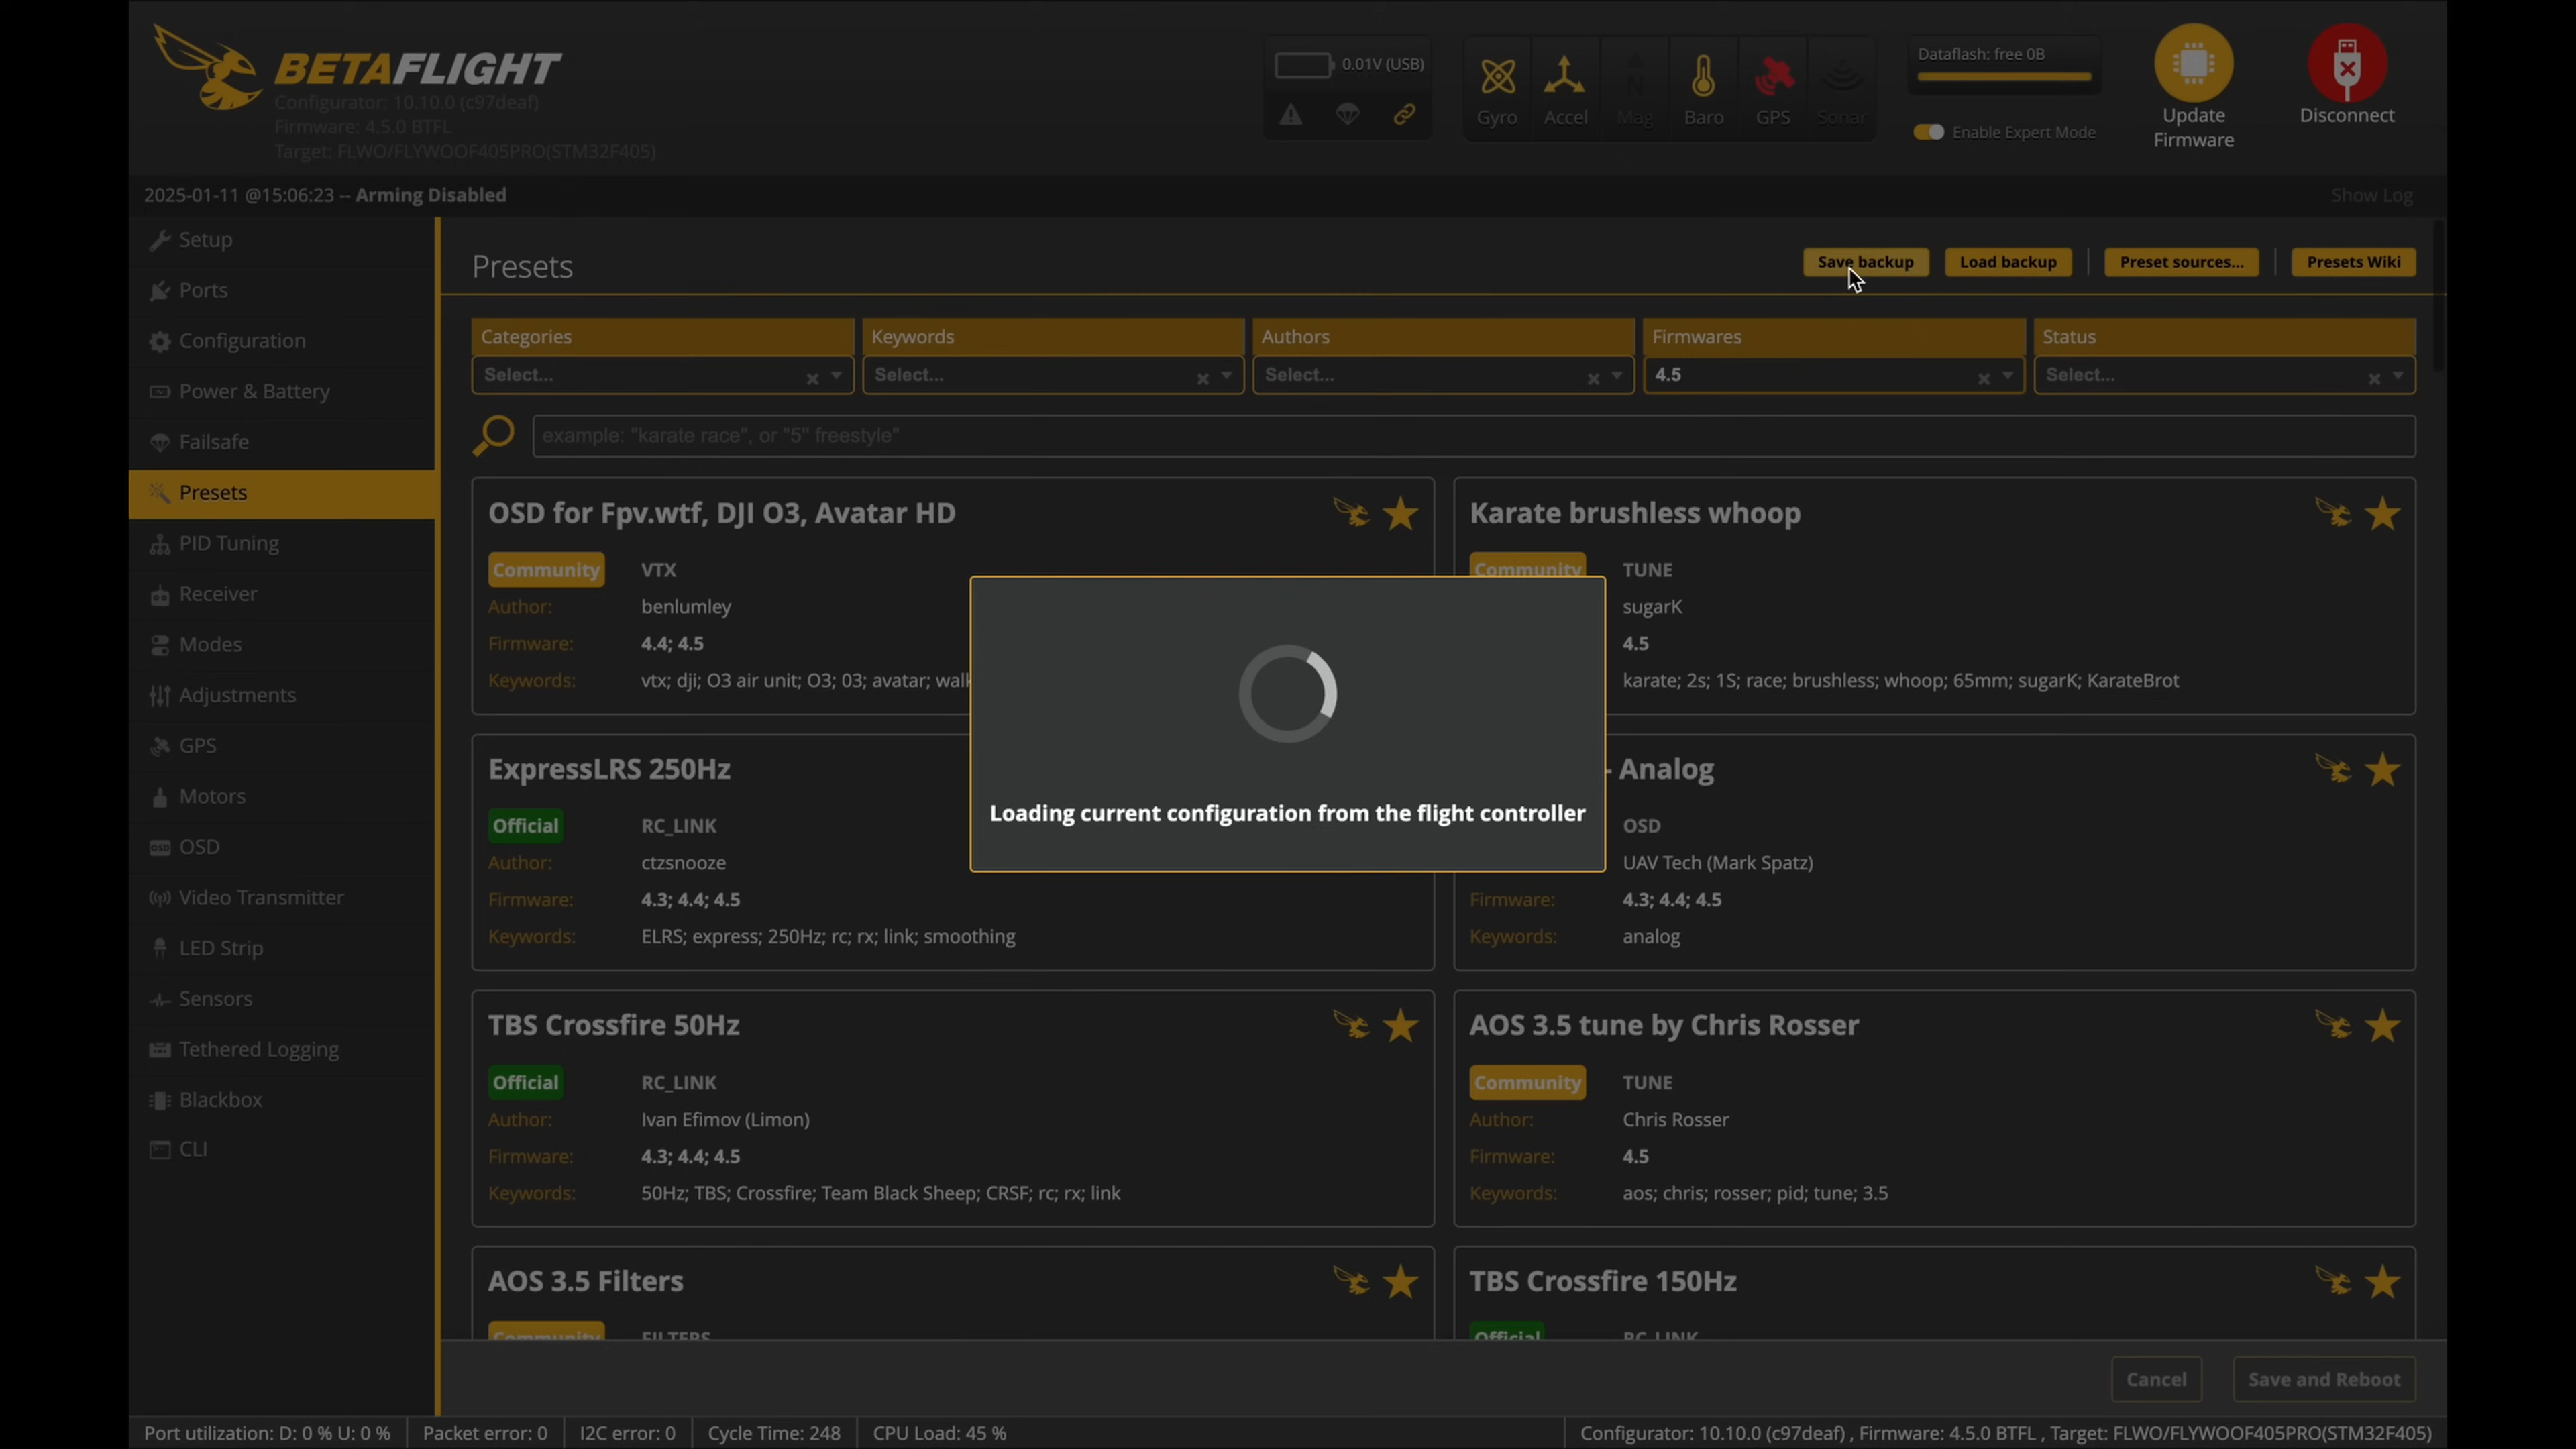 BETAFLIGHT
Configurator: 10.10.0 (c97deaf)
Firmware: 4.5.0 BTFL
Target: FLWO/FLYWOOF405PRO(STM32F405)
0.01V (USB)
Gyro
Accel
Mag
Baro
GPS
Sonar
Dataflash: free 0B
Enable Expert Mode
Update
Firmware
Disconnect
2025-01-11 @15:06:23 -- Arming Disabled
Show Log
Setup
Ports
Configuration
Power & Battery
Failsafe
Presets
PID Tuning
Receiver
Modes
Adjustments
GPS
Motors
OSD
Video Transmitter
LED Strip
Sensors
Tethered Logging
Blackbox
CLI
Presets
Save backup
Load backup
Preset sources...
Presets Wiki
Categories
Keywords
Authors
Firmwares
Status
Select...
Select...
Select...
4.5
Select...
example: "karate race", or "5'' freestyle"
OSD for Fpv.wtf, DJI O3, Avatar HD
Community VTX
Author: benlumley
Firmware: 4.4; 4.5
Keywords: vtx; dji; O3 air unit; O3; 03; avatar; walk
Karate brushless whoop
Community TUNE
sugarK
4.5
karate; 2s; 1S; race; brushless; whoop; 65mm; sugarK; KarateBrot
Loading current configuration from the flight controller
ExpressLRS 250Hz
Official RC_LINK
Author: ctzsnooze
Firmware: 4.3; 4.4; 4.5
Keywords: ELRS; express; 250Hz; rc; rx; link; smoothing
- Analog
OSD
UAV Tech (Mark Spatz)
Firmware: 4.3; 4.4; 4.5
Keywords: analog
TBS Crossfire 50Hz
Official RC_LINK
Author: Ivan Efimov (Limon)
Firmware: 4.3; 4.4; 4.5
Keywords: 50Hz; TBS; Crossfire; Team Black Sheep; CRSF; rc; rx; link
AOS 3.5 tune by Chris Rosser
Community TUNE
Author: Chris Rosser
Firmware: 4.5
Keywords: aos; chris; rosser; pid; tune; 3.5
AOS 3.5 Filters
Community FILTERS
TBS Crossfire 150Hz
Official RC_LINK
Cancel
Save and Reboot
Port utilization: D: 0 % U: 0 %
Packet error: 0
I2C error: 0
Cycle Time: 248
CPU Load: 45 %
Configurator: 10.10.0 (c97deaf) , Firmware: 4.5.0 BTFL , Target: FLWO/FLYWOOF405PRO(STM32F405)